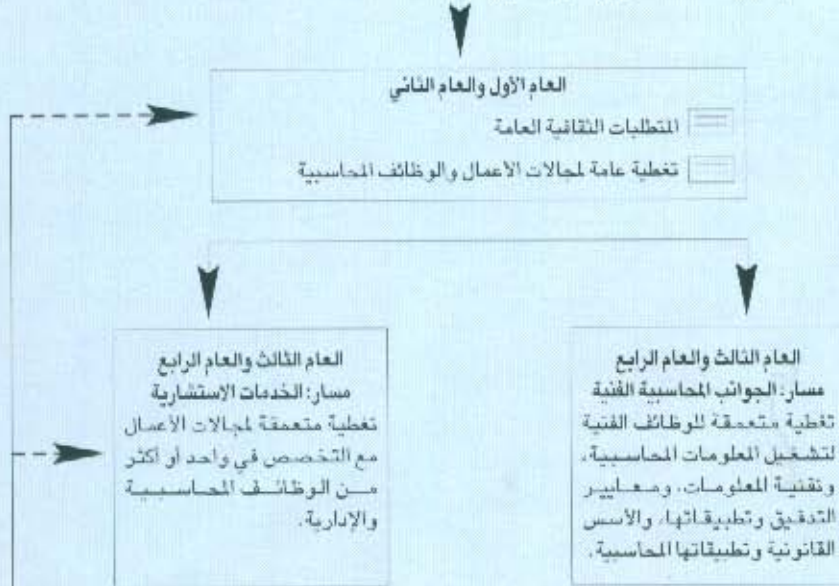 العام الأول والعام الثاني
المتطلبات الثقافية العامة
تغطية عامة لمجالات الأعمال والوظائف المحاسبية
العام الثالث والعام الرابع
مسار: الجوانب المحاسبية الفنية
تغطية متعمقة للوظائف الفنية
لتشغيل المعلومات المحاسبية،
وتقنية المعلومات، ومعايير
التدقيق وتطبيقاتها، والأسس
القانونية وتطبيقاتها المحاسبية.
العام الثالث والعام الرابع
مسار: الخدمات الاستشارية
تغطية متعمقة لمجالات الأعمال
مع التخصص في واحد أو أكثر
من الوظائف المحاسبية
والإدارية.